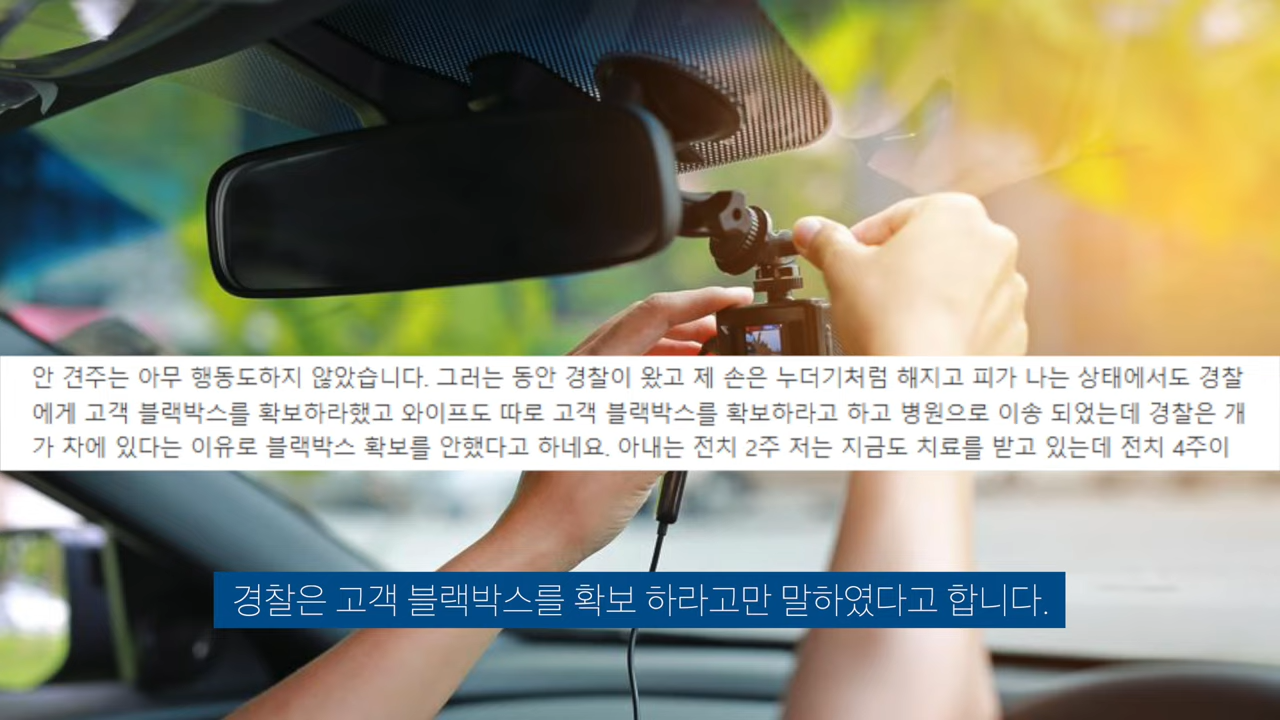 안 견주는 아무 행동도하지 않았습니다. 그러는 동안 경찰이 왔고 제 손은 누더기처럼 해지고 피가 나는 상태에서도 경찰
에게 고객 블랙박스를 확보하라했고 와이프도 따로 고객 블랙박스를 확보하라고 하고 병원으로 이송 되었는데 경찰은 개
가 차에 있다는 이유로 블랙박스 확보를 안했다고 하네요. 아내는 전치 2주 저는 지금도 치료를 받고 있는데 전치 4주이
경찰은 고객 블랙박스를 확보 하라고만 말하였다고 합니다.